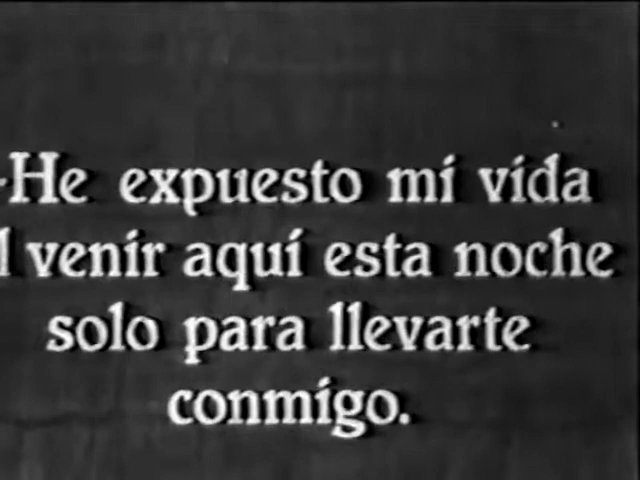 -He expuesto mi vida
l venir aquí esta noche
solo para llevarte
conmigo.